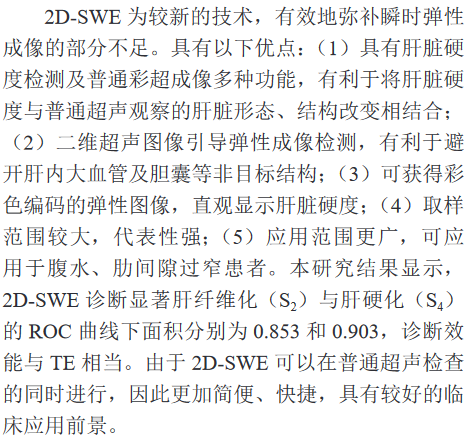 2D-SWE 为较新的技术，有效地弥补瞬时弹性
成像的部分不足。具有以下优点：（1）具有肝脏硬
度检测及普通彩超成像多种功能，有利于将肝脏硬
度与普通超声观察的肝脏形态、结构改变相结合；
（2）二维超声图像引导弹性成像检测，有利于避
开肝内大血管及胆囊等非目标结构；（3）可获得彩
色编码的弹性图像，直观显示肝脏硬度；（4）取样
范围较大，代表性强；（5）应用范围更广，可应
用于腹水、肋间隙过窄患者。本研究结果显示，
2D-SWE 诊断显著肝纤维化（S₂）与肝硬化（S₄）
的 ROC 曲线下面积分别为 0.853 和 0.903，诊断效
能与 TE 相当。由于 2D-SWE 可以在普通超声检查
的同时进行，因此更加简便、快捷，具有较好的临
床应用前景。